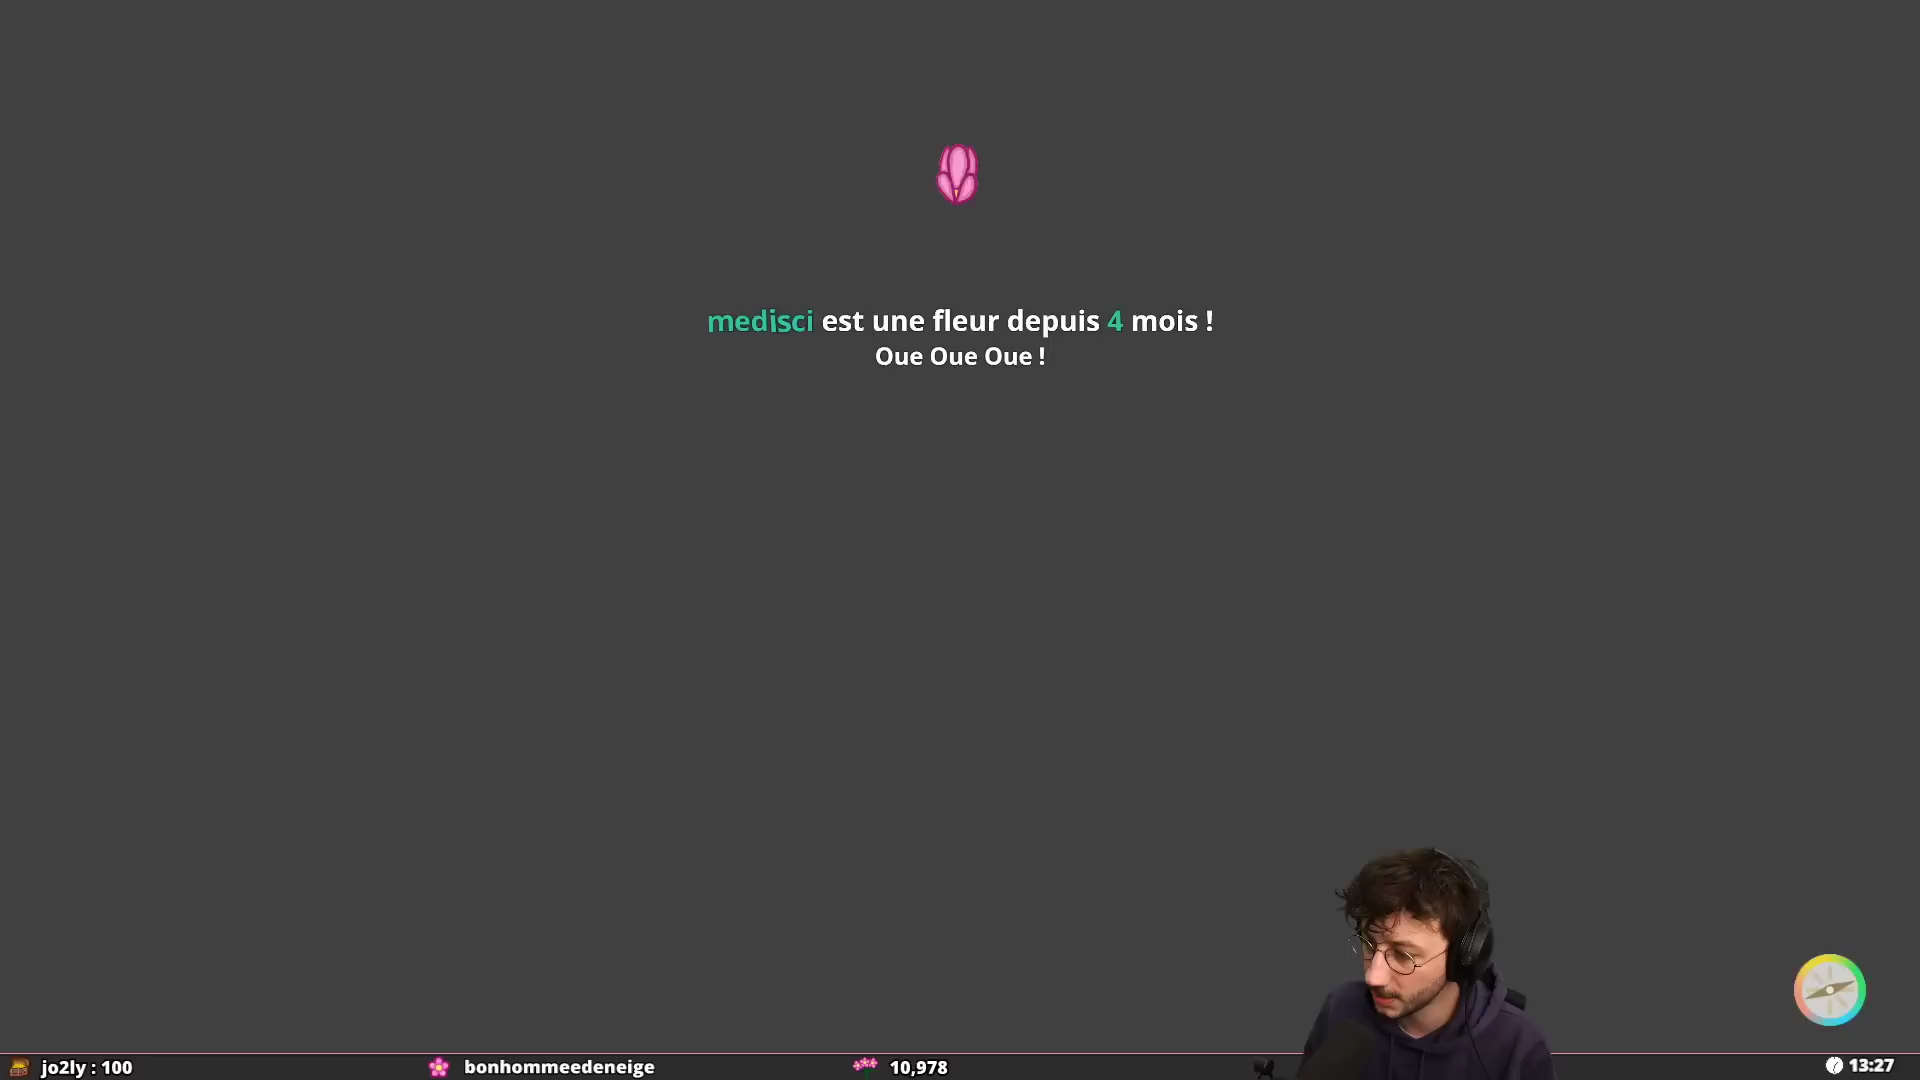 medisci est une fleur depuis 4 mois !
Oue Oue Oue !
jo2ly : 100
bonhommeedeneige
10,978
13:27